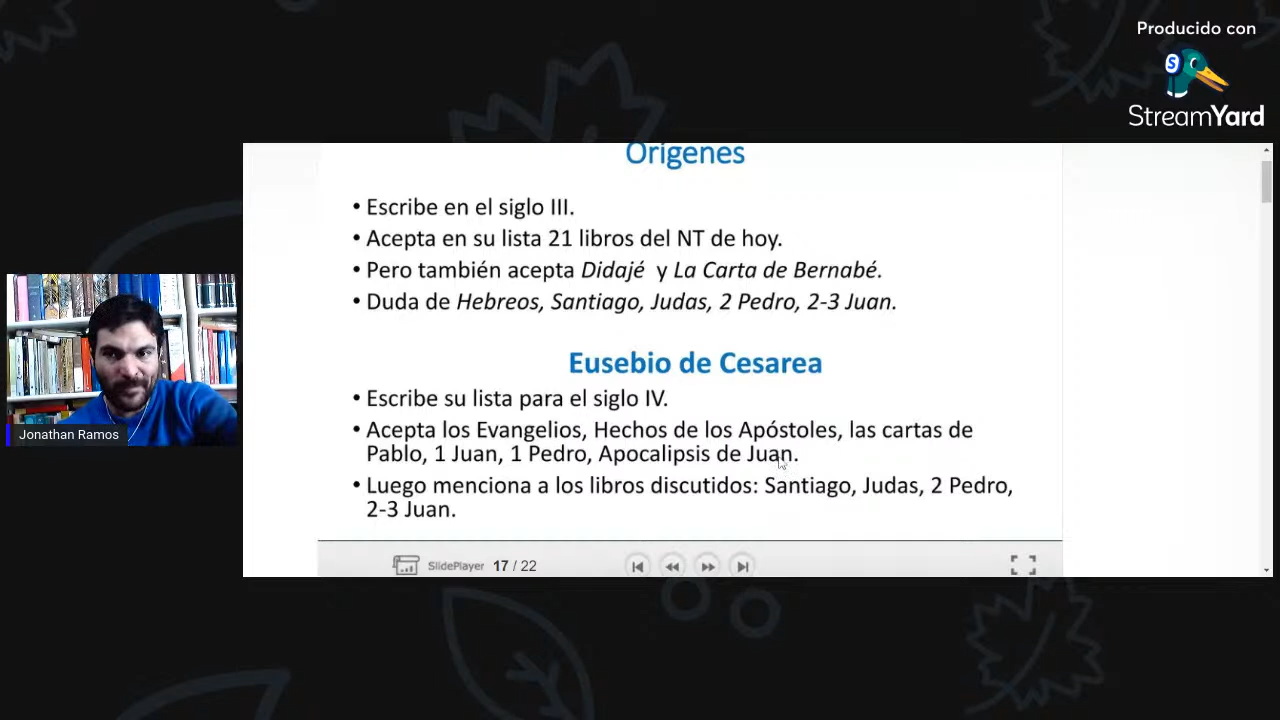 Producido con
StreamYard
Orígenes
• Escribe en el siglo III.
• Acepta en su lista 21 libros del NT de hoy.
• Pero también acepta Didajé y La Carta de Bernabé.
• Duda de Hebreos, Santiago, Judas, 2 Pedro, 2-3 Juan.
Eusebio de Cesarea
• Escribe su lista para el siglo IV.
• Acepta los Evangelios, Hechos de los Apóstoles, las cartas de
Pablo, 1 Juan, 1 Pedro, Apocalipsis de Juan.
• Luego menciona a los libros discutidos: Santiago, Judas, 2 Pedro,
2-3 Juan.
Jonathan Ramos
SlidePlayer 17 / 22